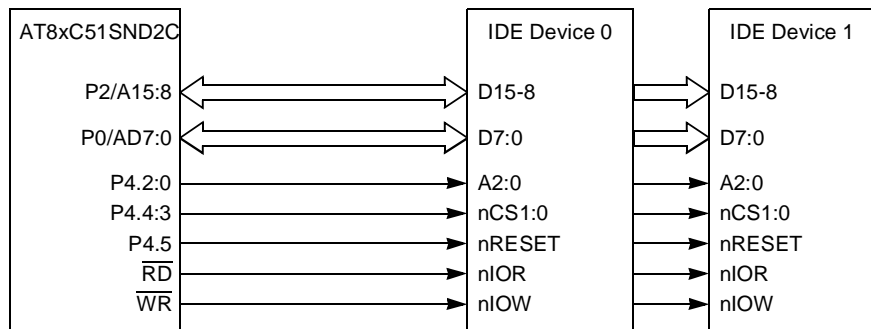 AT8xC51SND2C IDE Device 0 IDE Device 1
P2/A15:8 D15-8 D15-8
P0/AD7:0 D7:0 D7:0
P4.2:0 A2:0 A2:0
P4.4:3 nCS1:0 nCS1:0
P4.5 nRESET nRESET
RD nIOR nIOR
WR nIOW nIOW